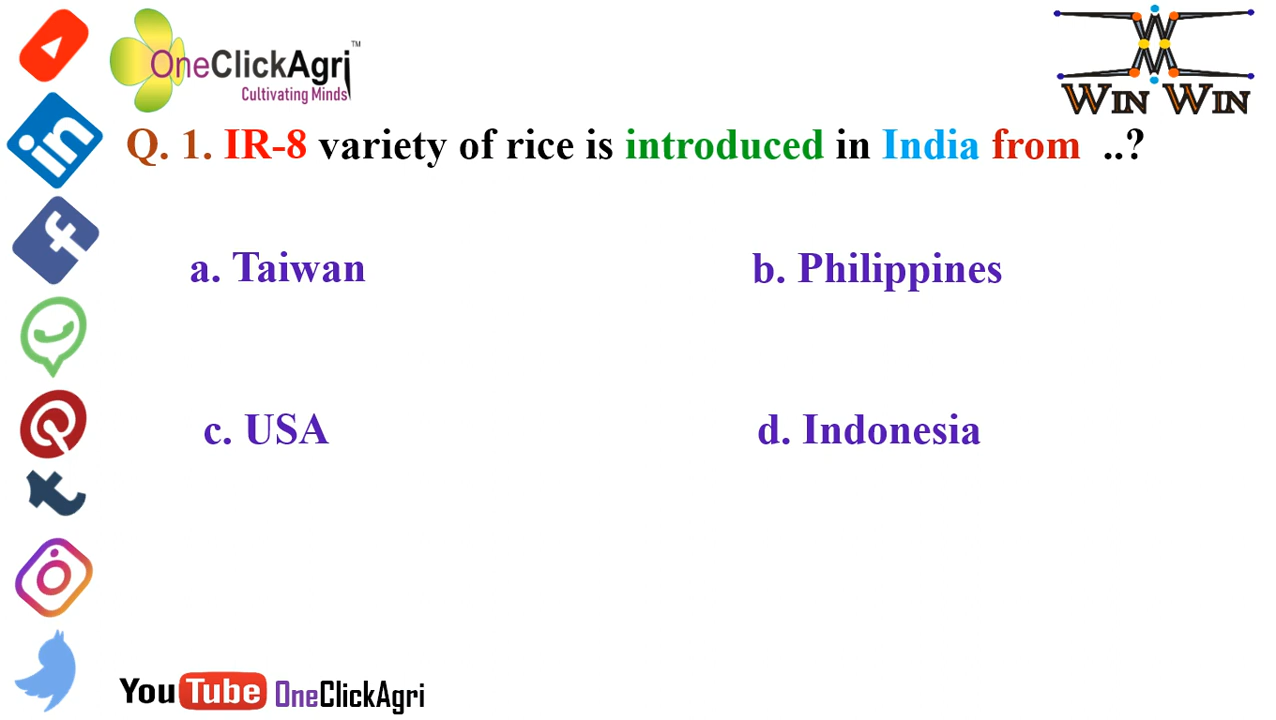 OneClickAgri™
Cultivating Minds
WIN WIN
Q. 1. IR-8 variety of rice is introduced in India from ..?
a. Taiwan
b. Philippines
c. USA
d. Indonesia
YouTube OneClickAgri